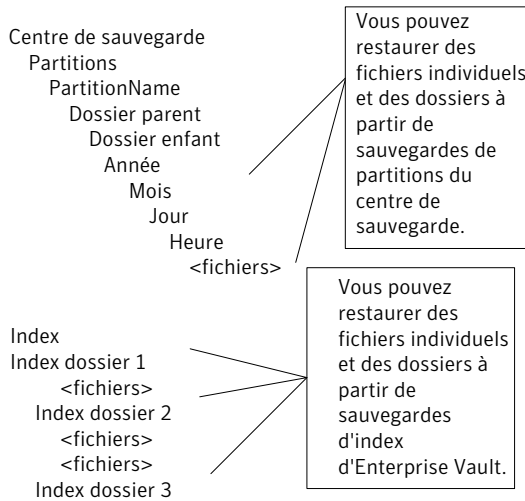 Centre de sauvegarde
Partitions
PartitionName
Dossier parent
Dossier enfant
Année
Mois
Jour
Heure
<fichiers>
Vous pouvez
restaurer des
fichiers individuels
et des dossiers à
partir de
sauvegardes de
partitions du
centre de
sauvegarde.
Index
Index dossier 1
<fichiers>
Index dossier 2
<fichiers>
<fichiers>
Index dossier 3
Vous pouvez
restaurer des
fichiers individuels
et des dossiers à
partir de
sauvegardes
d'index
d'Enterprise Vault.